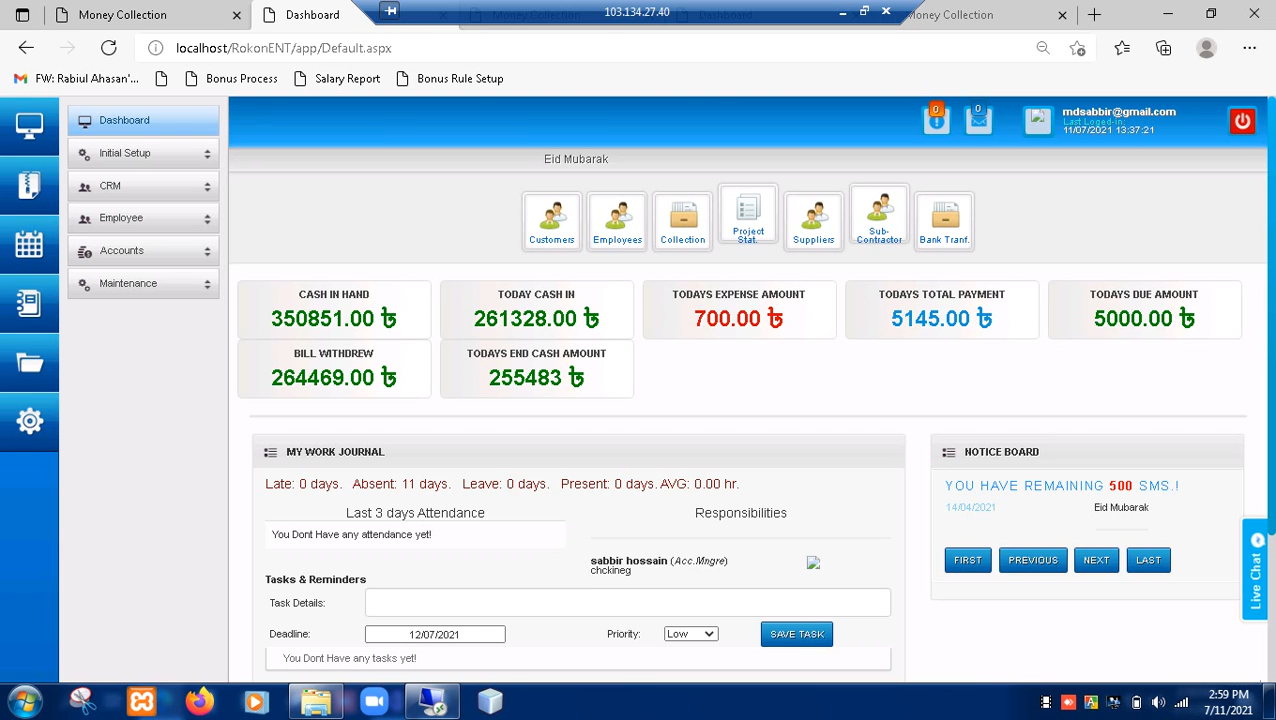 Money Collection
Dashboard
103.134.27.40
Money Collection
Dashboard
Money Collection
localhost/RokonENT/app/Default.aspx
FW: Rabiul Ahasan'...
Bonus Process
Salary Report
Bonus Rule Setup
Dashboard
Initial Setup
CRM
Employee
Accounts
Maintenance
0
0
mdsabbir@gmail.com
Last Loged-in:
11/07/2021 13:37:21
Eid Mubarak
Customers
Employees
Collection
Project
Stat.
Suppliers
Sub-
Contractor
Bank Tranf.
CASH IN HAND
350851.00 ৳
TODAY CASH IN
261328.00 ৳
TODAYS EXPENSE AMOUNT
700.00 ৳
TODAYS TOTAL PAYMENT
5145.00 ৳
TODAYS DUE AMOUNT
5000.00 ৳
BILL WITHDREW
264469.00 ৳
TODAYS END CASH AMOUNT
255483 ৳
MY WORK JOURNAL
Late: 0 days. Absent: 11 days. Leave: 0 days. Present: 0 days. AVG: 0.00 hr.
Last 3 days Attendance
You Dont Have any attendance yet!
Responsibilities
sabbir hossain (Acc.Mngre)
chckineg
Tasks & Reminders
Task Details:
Deadline:
12/07/2021
Priority:
Low
SAVE TASK
You Dont Have any tasks yet!
NOTICE BOARD
YOU HAVE REMAINING 500 SMS.!
14/04/2021
Eid Mubarak
FIRST
PREVIOUS
NEXT
LAST
Live Chat
2:59 PM
7/11/2021